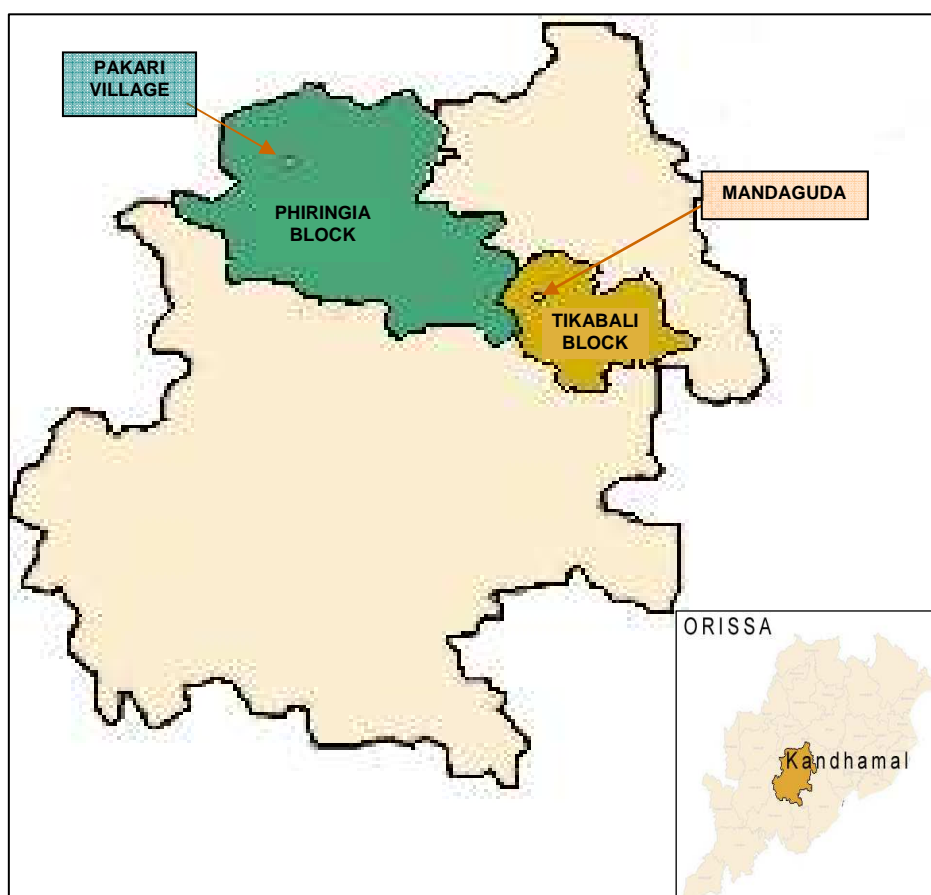 PAKARI
VILLAGE
MANDAGUDA
PHIRINGIA
BLOCK
TIKABALI
BLOCK
ORISSA
Kandhamal